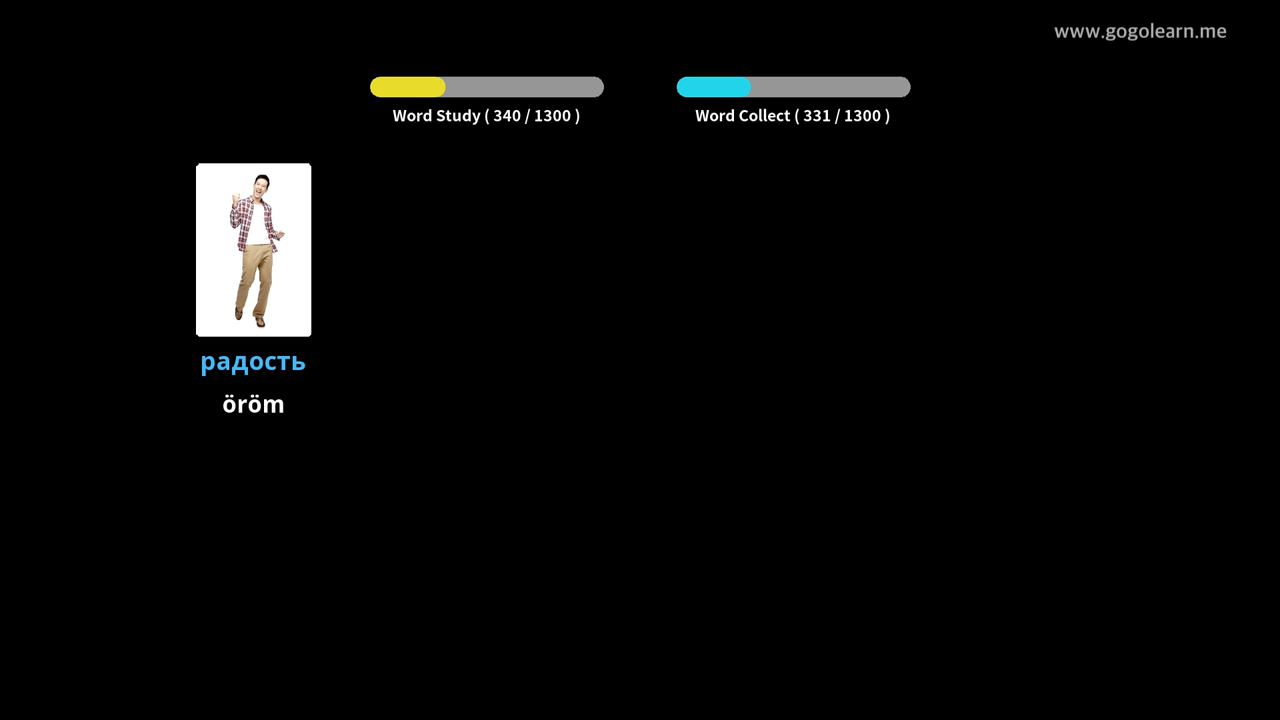 www.gogolearn.me
Word Study ( 340 / 1300 )
Word Collect ( 331 / 1300 )
радость
öröm